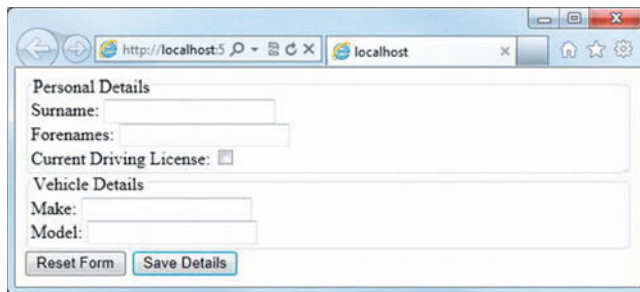 http://localhost:5
localhost
Personal Details
Surname:
Forenames:
Current Driving License:
Vehicle Details
Make:
Model:
Reset Form Save Details